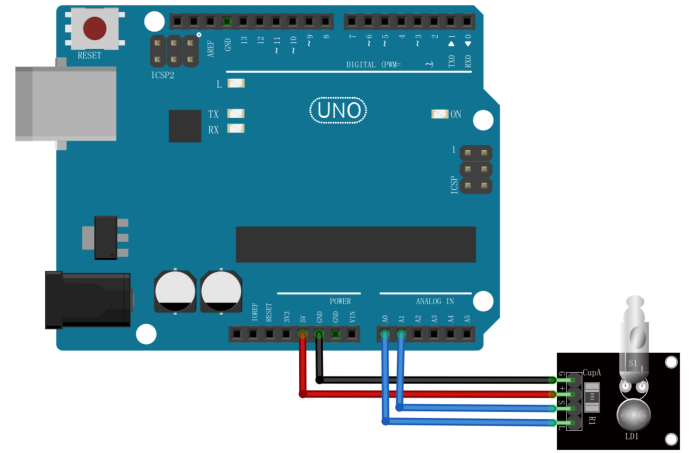 RESET
ICSP2
AREF
GND
13
12
~11
~10
~9
8
7
~6
~5
4
~3
2
TX0 1
RX0 0
DIGITAL (PWM= ~
L
TX
RX
UNO
ON
1
ICSP
POWER
ANALOG IN
IOREF
RESET
3V3
5V
GND
GND
VIN
A0
A1
A2
A3
A4
A5
G
+
S
L
CupA
R1
S1
LD1